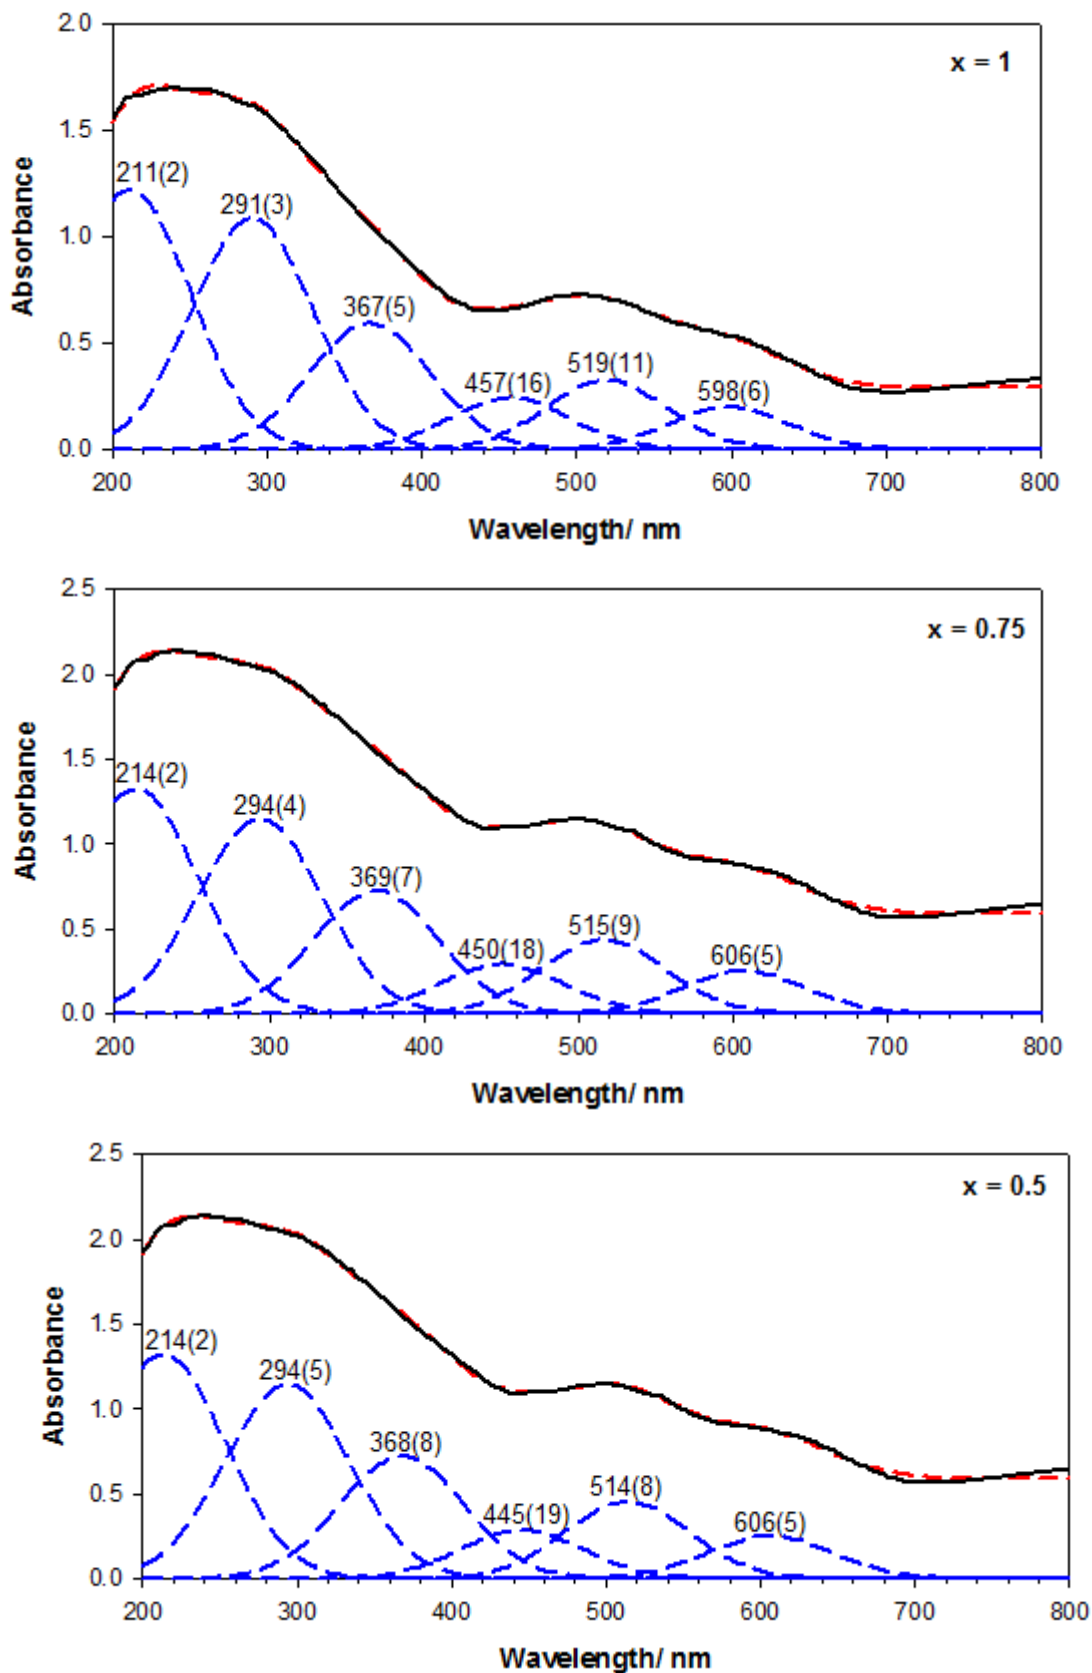 2.0
x = 1
1.5
211(2)
291(3)
1.0
367(5)
0.5
457(16)
519(11)
598(6)
0.0
200 300 400 500 600 700 800
Absorbance
Wavelength/ nm
2.5
x = 0.75
2.0
1.5
214(2)
294(4)
1.0
369(7)
0.5
450(18)
515(9)
606(5)
0.0
200 300 400 500 600 700 800
Absorbance
Wavelength/ nm
2.5
x = 0.5
2.0
1.5
214(2)
294(5)
1.0
368(8)
0.5
445(19)
514(8)
606(5)
0.0
200 300 400 500 600 700 800
Absorbance
Wavelength/ nm